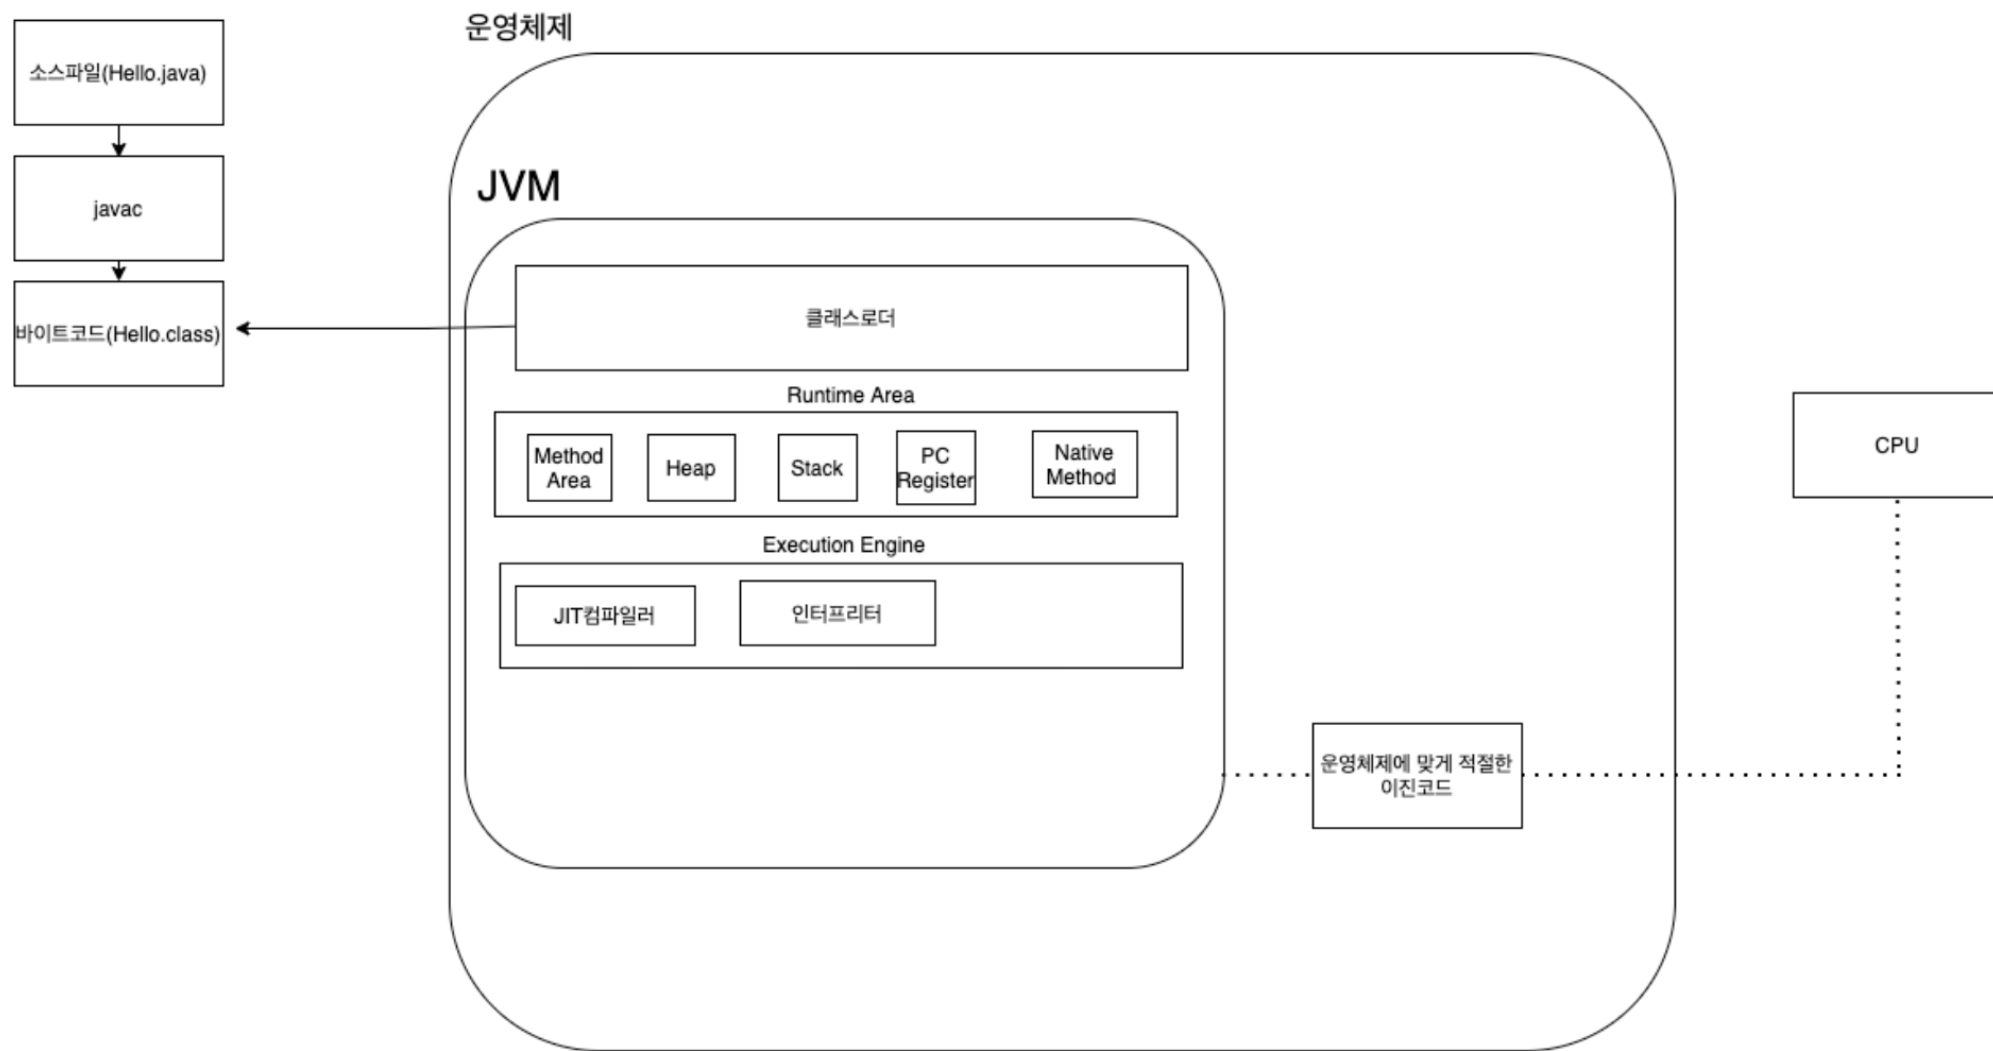 운영체제
소스파일(Hello.java)
javac
바이트코드(Hello.class)
JVM
클래스로더
Runtime Area
Method
Area
Heap
Stack
PC
Register
Native
Method
Execution Engine
JIT컴파일러
인터프리터
운영체제에 맞게 적절한
이진코드
CPU